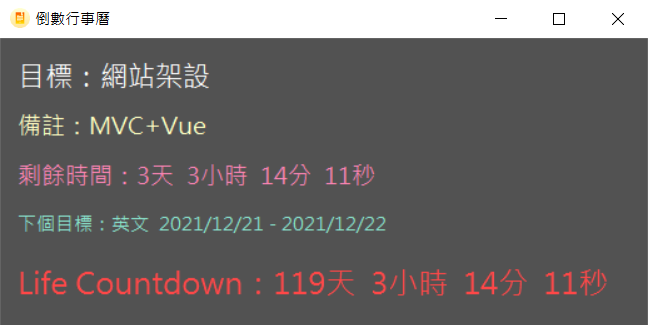 倒數行事曆
目標：網站架設
備註：MVC+Vue
剩餘時間：3天 3小時 14分 11秒
下個目標：英文 2021/12/21 - 2021/12/22
Life Countdown：119天 3小時 14分 11秒